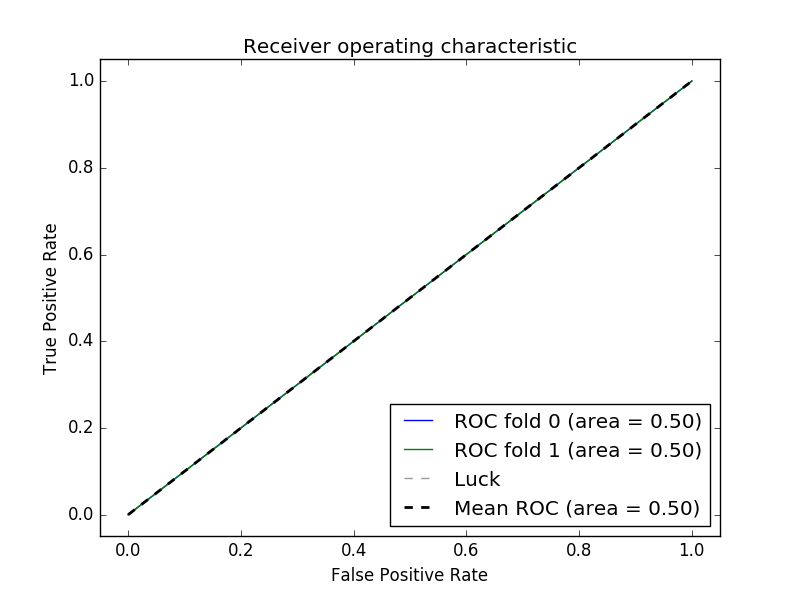 Receiver operating characteristic
1.0
0.8
0.6
0.4
0.2
0.0
True Positive Rate
ROC fold 0 (area = 0.50)
ROC fold 1 (area = 0.50)
Luck
Mean ROC (area = 0.50)
0.0 0.2 0.4 0.6 0.8 1.0
False Positive Rate